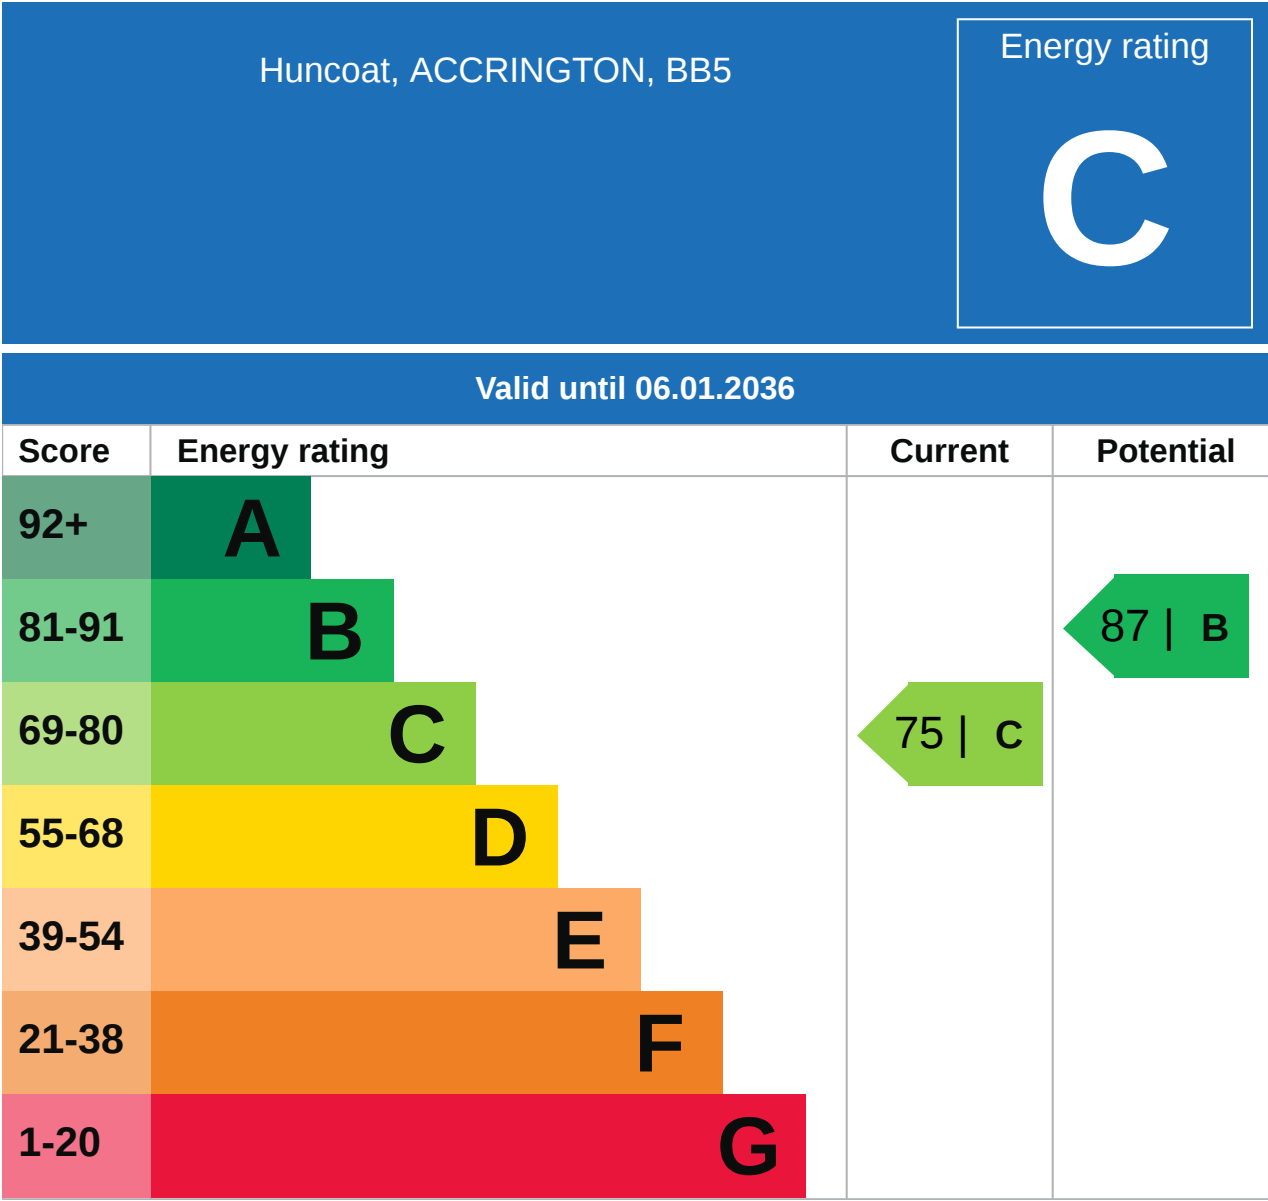 Huncoat, ACCRINGTON, BB5
Energy rating
C
Valid until 06.01.2036
Score Energy rating Current Potential
92+ A
81-91 B 87 | B
69-80 C 75 | C
55-68 D
39-54 E
21-38 F
1-20 G